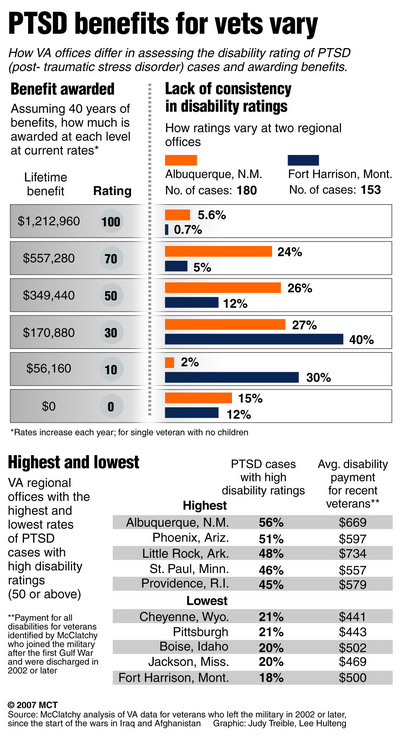 PTSD benefits for vets vary
How VA offices differ in assessing the disability rating of PTSD
(post- traumatic stress disorder) cases and awarding benefits.
Benefit awarded
Assuming 40 years of
benefits, how much is
awarded at each level
at current rates*
Lifetime
benefit Rating
Lack of consistency
in disability ratings
How ratings vary at two regional
offices
Albuquerque, N.M. Fort Harrison, Mont.
No. of cases: 180 No. of cases: 153
$1,212,960 100 5.6%
0.7%
$557,280 70 24%
5%
$349,440 50 26%
12%
$170,880 30 27%
40%
$56,160 10 2%
30%
$0 0 15%
12%
*Rates increase each year; for single veteran with no children
Highest and lowest
VA regional
offices with the
highest and
lowest rates
of PTSD
cases with
high disability
ratings
(50 or above)
**Payment for all
disabilities for veterans
identified by McClatchy
who joined the military
after the first Gulf War
and were discharged in
2002 or later
PTSD cases
with high
disability ratings
Avg. disability
payment
for recent
veterans**
Highest
Albuquerque, N.M. 56% $669
Phoenix, Ariz. 51% $597
Little Rock, Ark. 48% $734
St. Paul, Minn. 46% $557
Providence, R.I. 45% $579
Lowest
Cheyenne, Wyo. 21% $441
Pittsburgh 21% $443
Boise, Idaho 20% $502
Jackson, Miss. 20% $469
Fort Harrison, Mont. 18% $500
© 2007 MCT
Source: McClatchy analysis of VA data for veterans who left the military in 2002 or later,
since the start of the wars in Iraq and Afghanistan Graphic: Judy Treible, Lee Hulteng